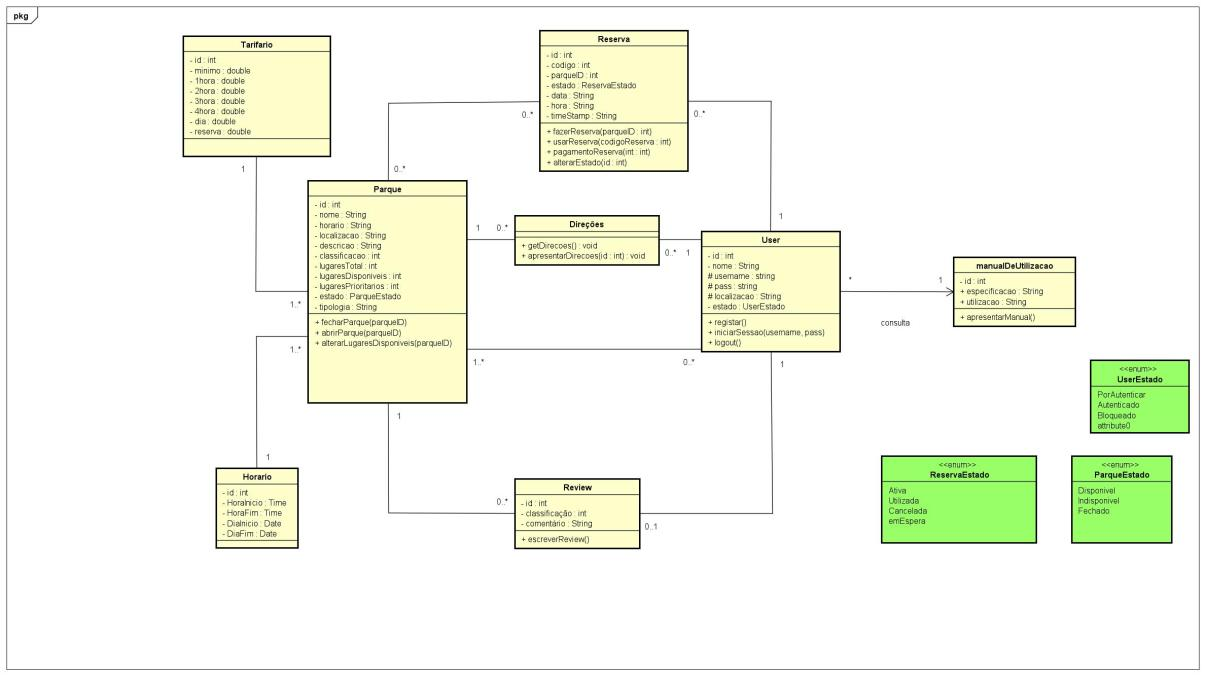 pkg
Tarifario
- id : int
- minimo : double
- 1hora : double
- 2hora : double
- 3hora : double
- 4hora : double
- dia : double
- reserva : double
1
1..*
Reserva
- id : int
- codigo : int
- parqueID : int
- estado : ReservaEstado
- data : String
- hora : String
- timeStamp : String
+ fazerReserva(parqueID : int)
+ usarReserva(codigoReserva : int)
+ pagamentoReserva(int : int)
+ alterarEstado(id : int)
0..*
0..*
0..*
1
Parque
- id : int
- nome : String
- horario : String
- localizacao : String
- descricao : String
- classificacao : int
- lugaresTotal : int
- lugaresDisponiveis : int
- lugaresPrioritarios : int
- estado : ParqueEstado
- tipologia : String
+ fecharParque(parqueID)
+ abrirParque(parqueID)
+ alterarLugaresDisponiveis(parqueID)
1
0..*
Direções
+ getDirecoes() : void
+ apresentarDirecoes(id : int) : void
0..*
1
User
- id : int
- nome : String
# username : string
# pass : string
# localizacao : String
- estado : UserEstado
+ registar()
+ iniciarSessao(username, pass)
+ logout()
*
1
consulta
manualDeUtilizacao
- id : int
+ especificacao : String
+ utilizacao : String
+ apresentarManual()
1..*
0..*
1..*
1
Horario
- id : int
- HoraInicio : Time
- HoraFim : Time
- DiaInicio : Date
- DiaFim : Date
1
0..*
Review
- id : int
- classificação : int
- comentário : String
+ escreverReview()
0..1
1
<<enum>>
UserEstado
PorAutenticar
Autenticado
Bloqueado
attribute0
<<enum>>
ReservaEstado
Ativa
Utilizada
Cancelada
emEspera
<<enum>>
ParqueEstado
Disponivel
Indisponivel
Fechado